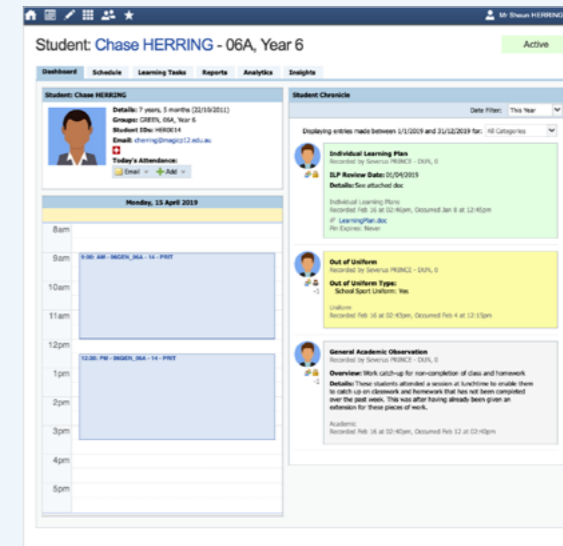 Mr Shaun HERRING
Student: Chase HERRING - 06A, Year 6
Active
Dashboard Schedule Learning Tasks Reports Analytics Insights
Student: Chase HERRING
Details: 7 years, 5 months (22/10/2011)
Groups: GREEN, 06A, Year 6
Student IDs: HER0014
Email: cherring@magicp12.edu.au
Today's Attendance:
Email Add
Monday, 15 April 2019
8am
9am
9:00: AM - 06GEN_06A - 14 - PRIT
10am
11am
12pm
12:00: PM - 06GEN_06A - 14 - PRIT
1pm
2pm
3pm
4pm
5pm
Student Chronicle
Date Filter: This Year
Displaying entries made between 1/1/2019 and 31/12/2019 for: All Categories
Individual Learning Plan
Recorded by Severus PRINCE - DUN, 0
ILP Review Date: 01/04/2019
Details: See attached doc
Individual Learning Plans
Recorded Feb 16 at 02:46pm, Occurred Jan 8 at 12:45pm
LearningPlan.doc
Pin Expires: Never
Out of Uniform
Recorded by Severus PRINCE - DUN, 0
-1
Out of Uniform Type:
School Sport Uniform: Yes
Uniform
Recorded Feb 16 at 02:43pm, Occurred Feb 4 at 12:15pm
General Academic Observation
Recorded by Severus PRINCE - DUN, 0
-1
Overview: Work catch-up for non-completion of class and homework
Details: These students attended a session at lunchtime to enable them
to catch up on classwork and homework that has not been completed
over the past week. This was after having already been given an
extension for these pieces of work.
Academic
Recorded Feb 16 at 02:40pm, Occurred Feb 12 at 02:40pm